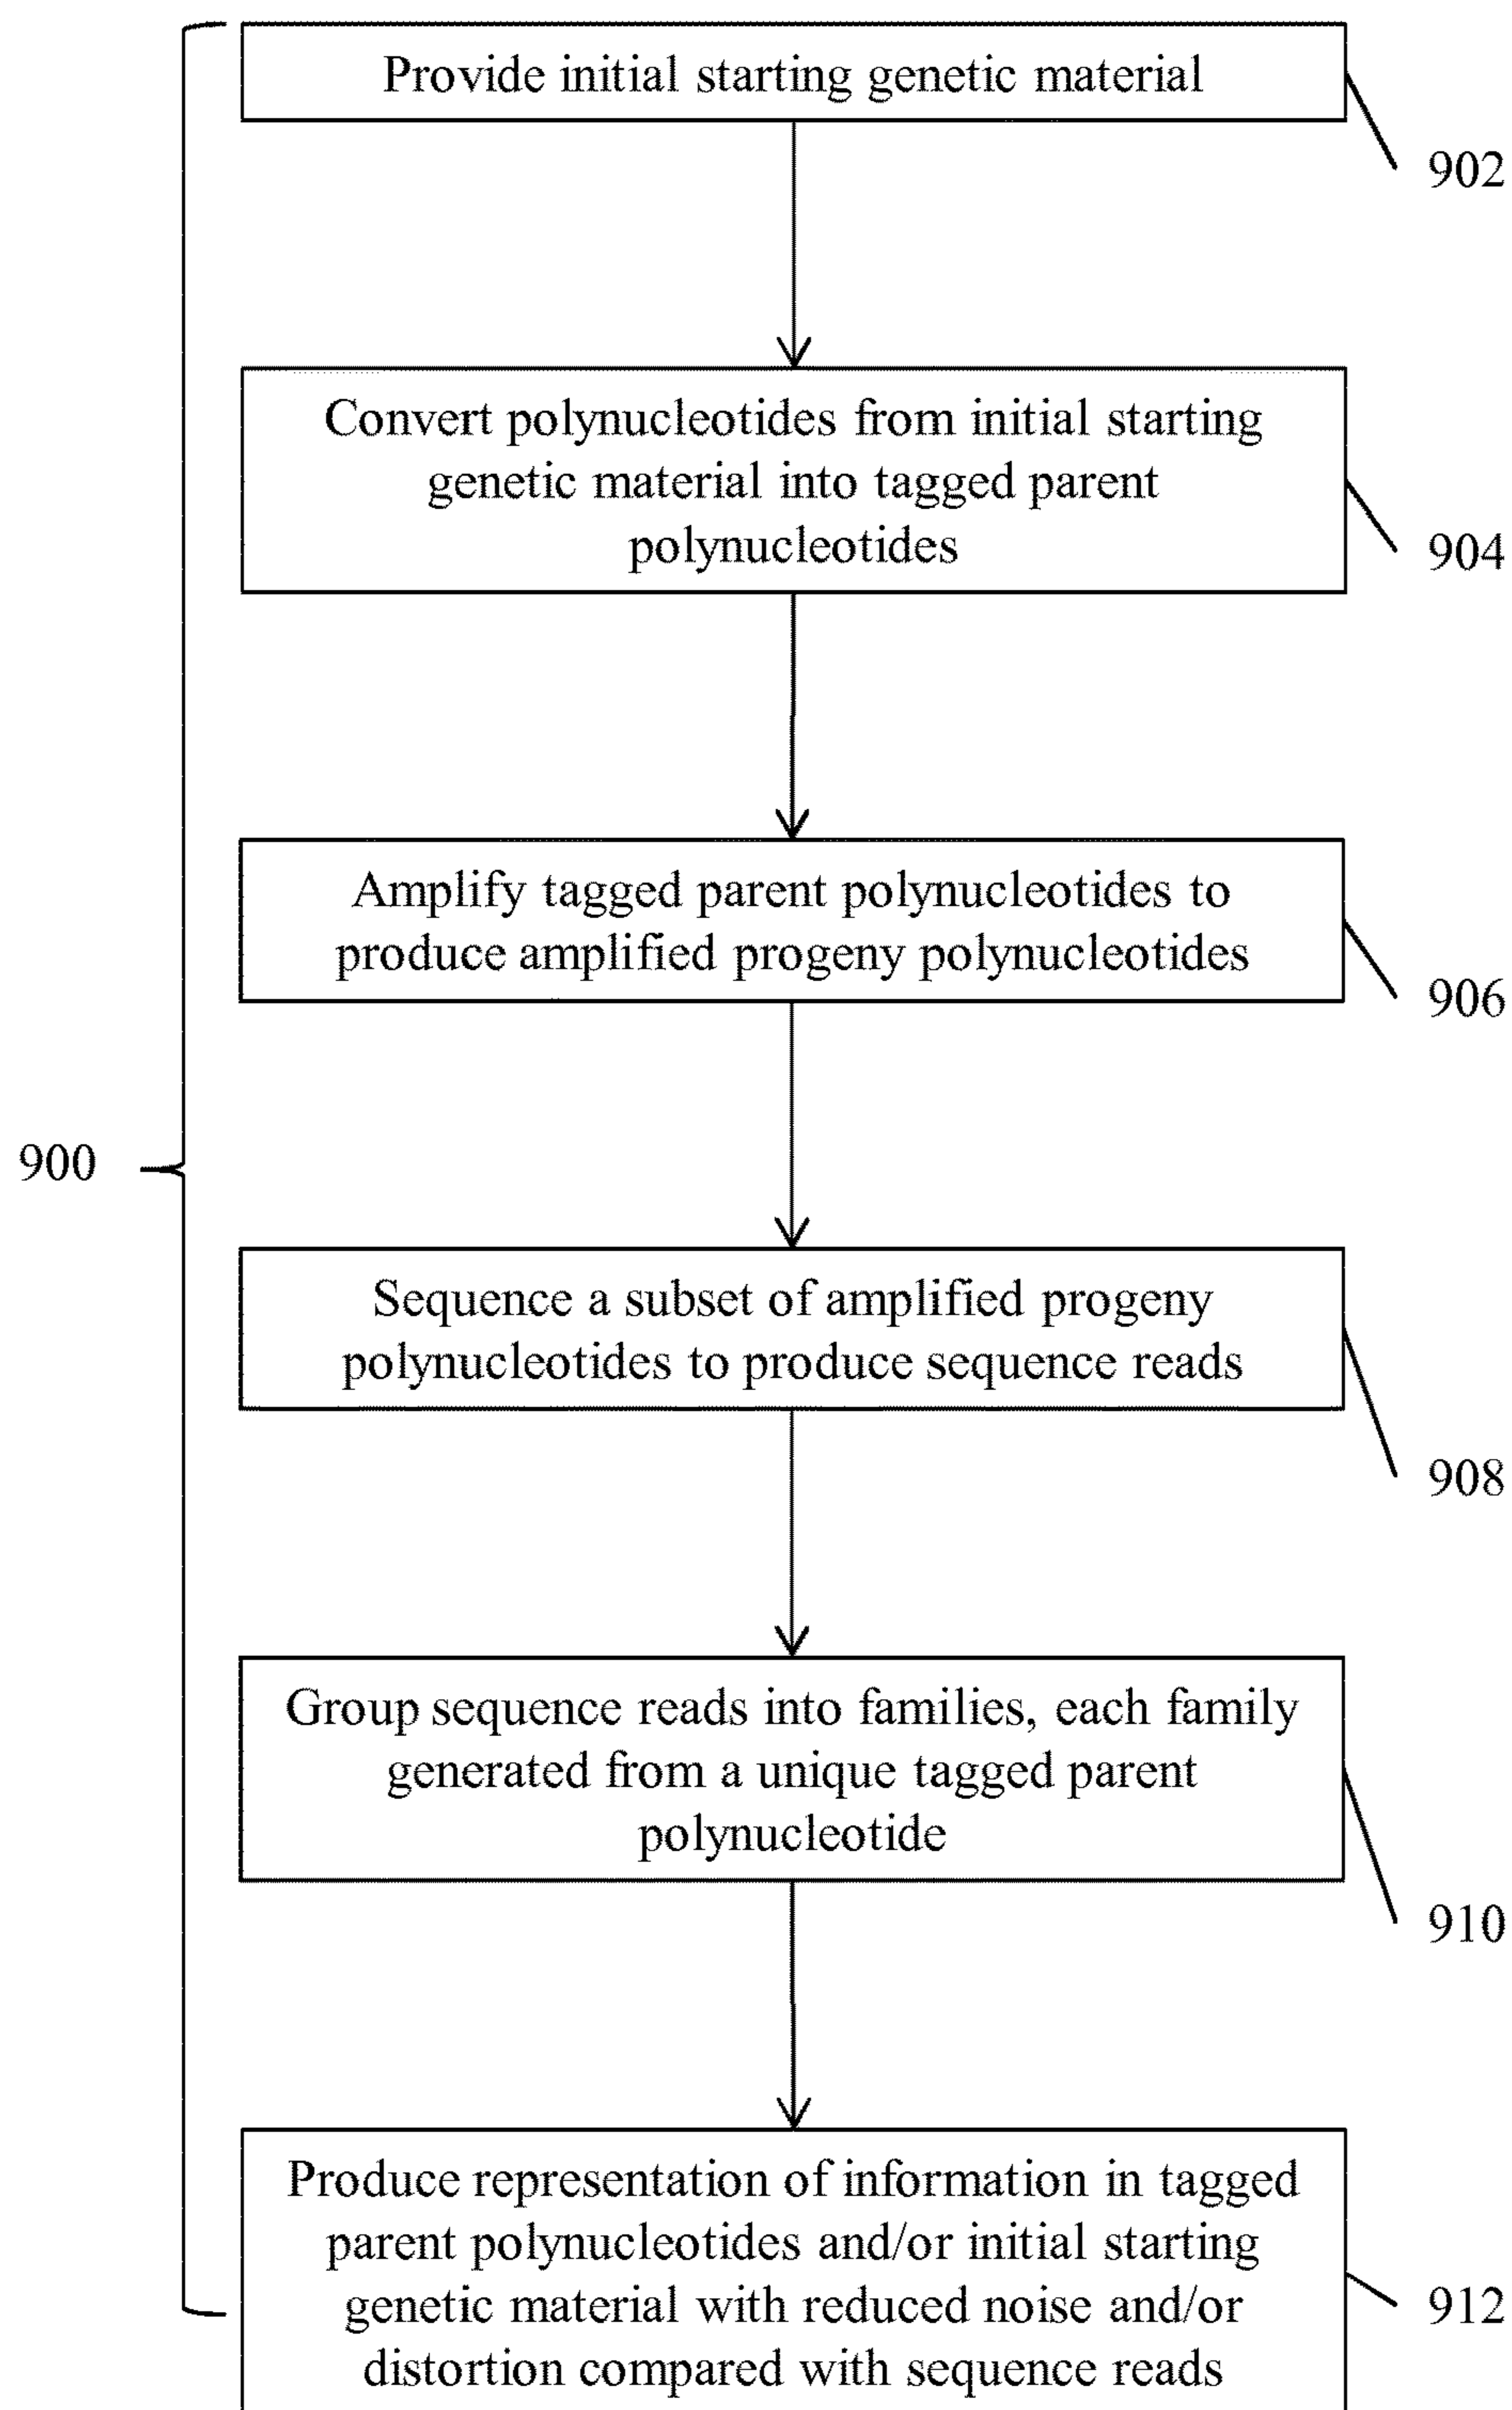 Provide initial starting genetic material
902
Convert polynucleotides from initial starting
genetic material into tagged parent
polynucleotides
904
Amplify tagged parent polynucleotides to
produce amplified progeny polynucleotides
906
900
Sequence a subset of amplified progeny
polynucleotides to produce sequence reads
908
Group sequence reads into families, each family
generated from a unique tagged parent
polynucleotide
910
Produce representation of information in tagged
parent polynucleotides and/or initial starting
genetic material with reduced noise and/or
distortion compared with sequence reads
912